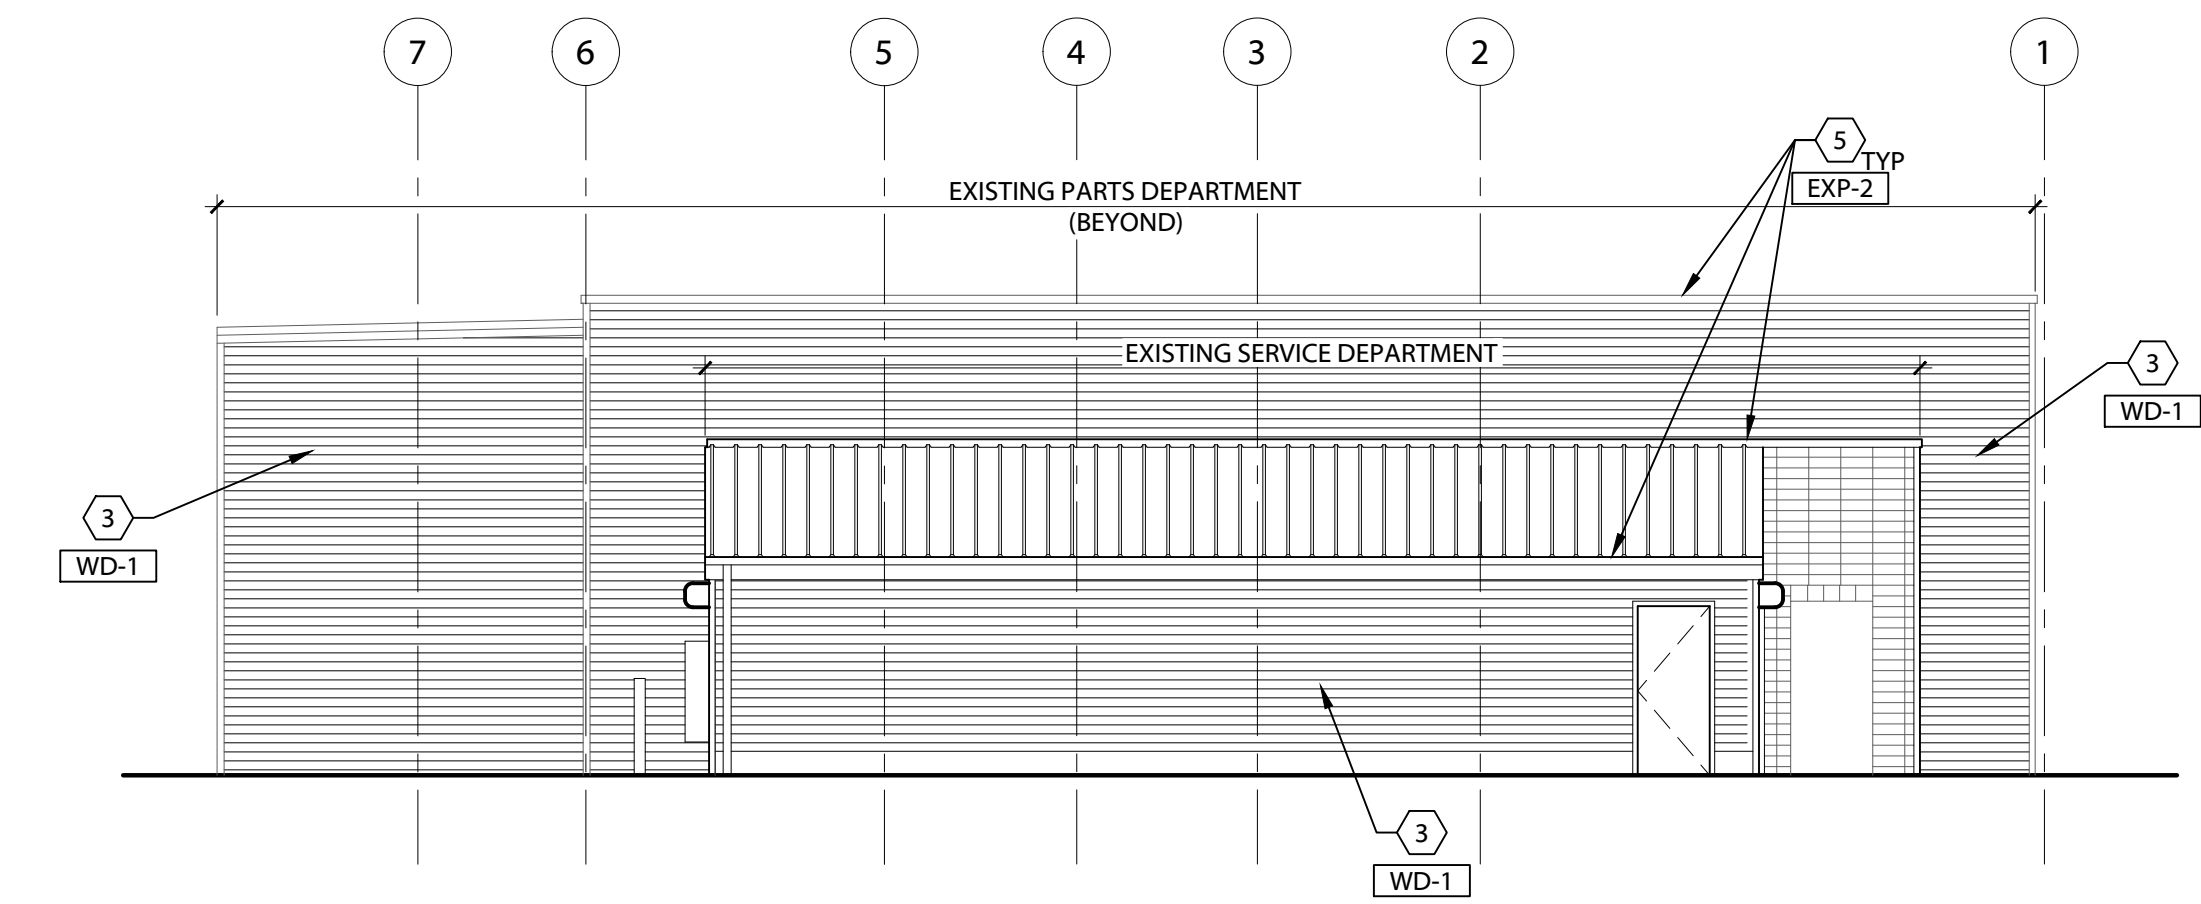 7
6
5
4
3
2
1
5
TYP
EXP-2
EXISTING PARTS DEPARTMENT
(BEYOND)
EXISTING SERVICE DEPARTMENT
3
WD-1
3
WD-1
3
WD-1